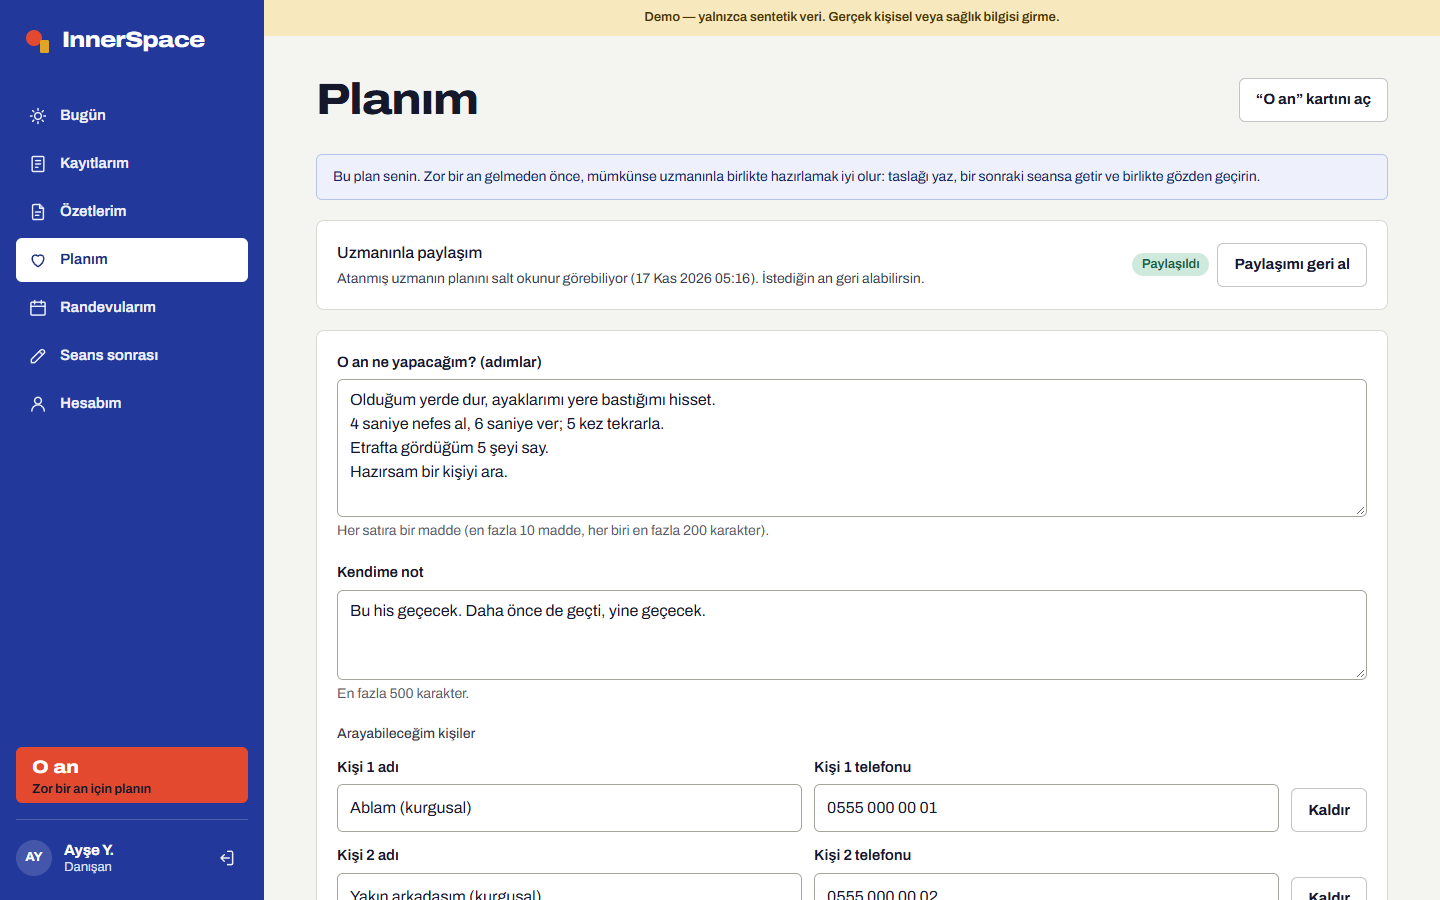 InnerSpace
Bugün
Kayıtlarım
Özetlerim
Planım
Randevularım
Seans sonrası
Hesabım
O an
Zor bir an için planın
AY
Ayşe Y.
Danışan
Demo — yalnızca sentetik veri. Gerçek kişisel veya sağlık bilgisi girme.
Planım
“O an” kartını aç
Bu plan senin. Zor bir an gelmeden önce, mümkünse uzmanınla birlikte hazırlamak iyi olur: taslağı yaz, bir sonraki seansa getir ve birlikte gözden geçirin.
Uzmanınla paylaşım
Atanmış uzmanın planını salt okunur görebiliyor (17 Kas 2026 05:16). İstediğin an geri alabilirsin.
Paylaşıldı
Paylaşımı geri al
O an ne yapacağım? (adımlar)
Olduğum yerde dur, ayaklarımı yere bastığımı hisset.
4 saniye nefes al, 6 saniye ver; 5 kez tekrarla.
Etrafta gördüğüm 5 şeyi say.
Hazırsam bir kişiyi ara.
Her satıra bir madde (en fazla 10 madde, her biri en fazla 200 karakter).
Kendime not
Bu his geçecek. Daha önce de geçti, yine geçecek.
En fazla 500 karakter.
Arayabileceğim kişiler
Kişi 1 adı
Kişi 1 telefonu
Ablam (kurgusal)
0555 000 00 01
Kaldır
Kişi 2 adı
Kişi 2 telefonu
Yakın arkadaşım (kurgusal)
0555 000 00 02
Kaldır